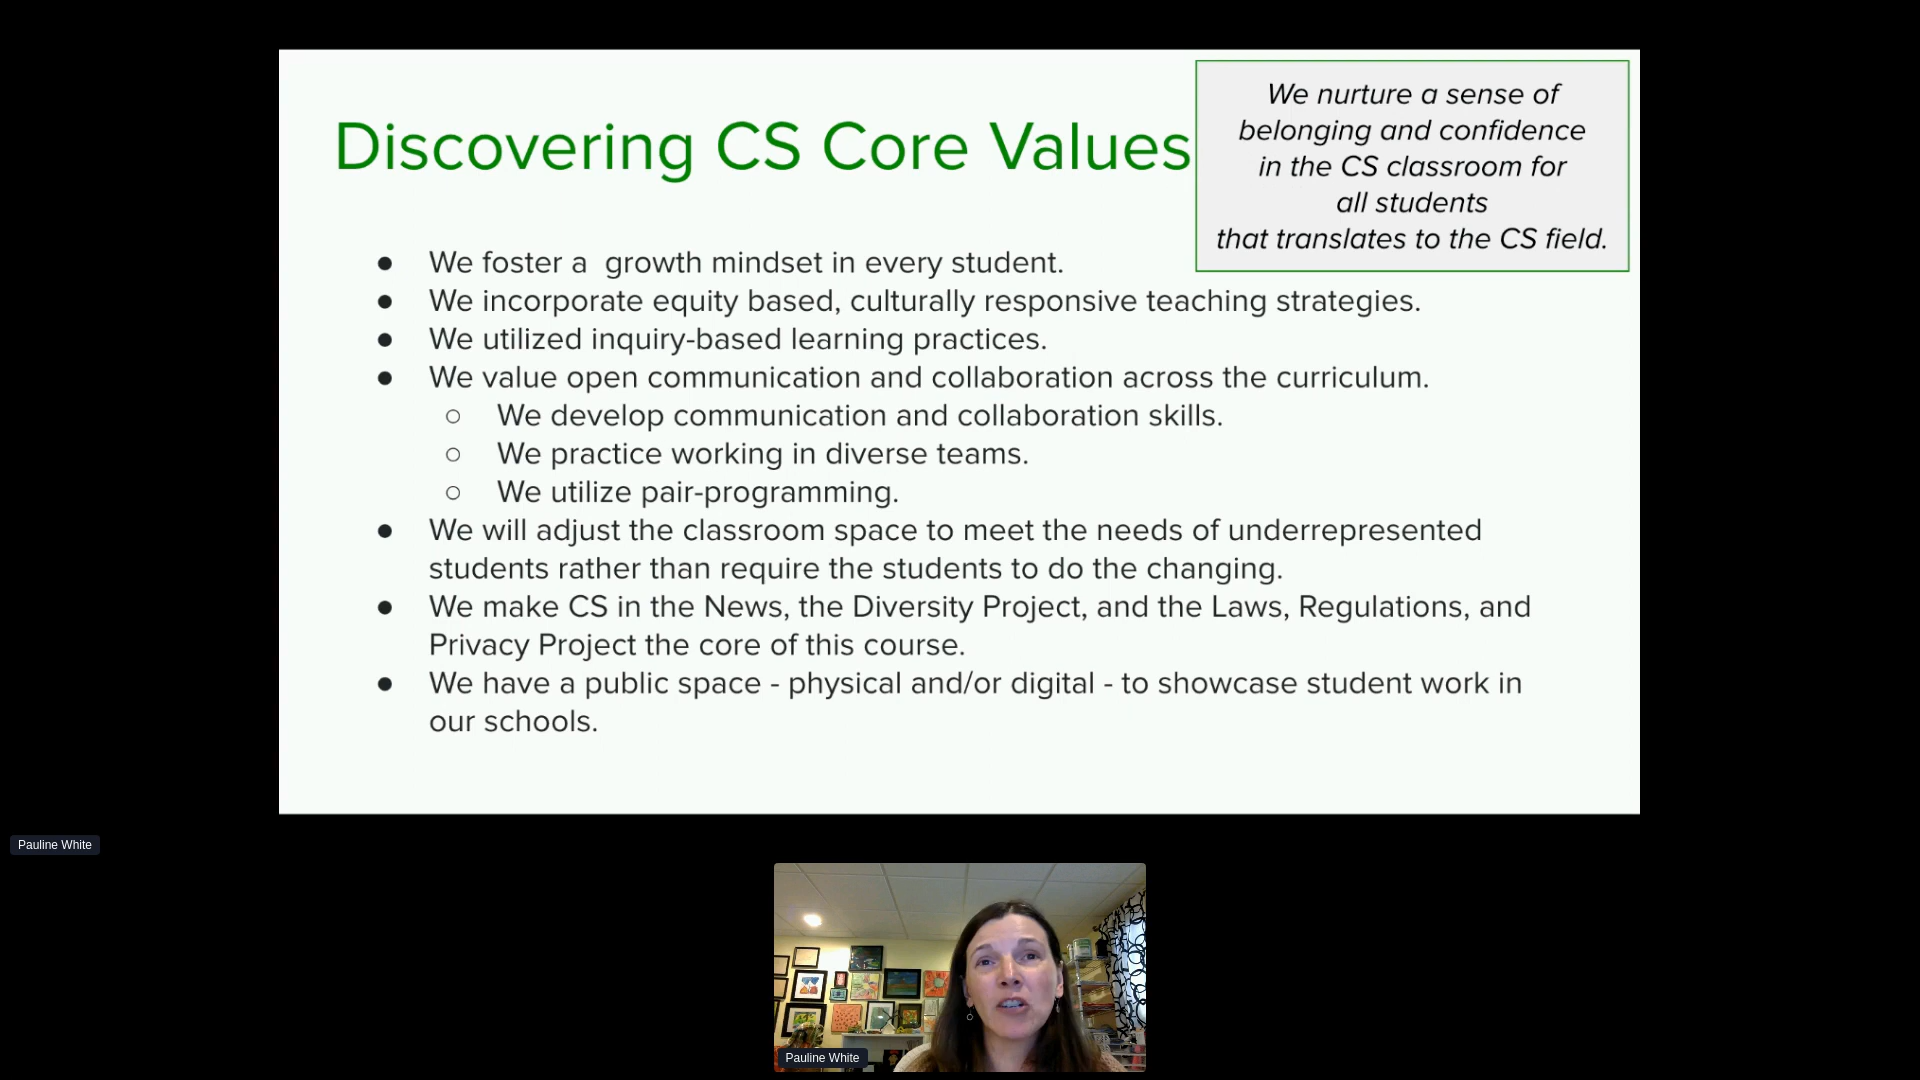 Discovering CS Core Values
We nurture a sense of
belonging and confidence
in the CS classroom for
all students
that translates to the CS field.
● We foster a  growth mindset in every student.
● We incorporate equity based, culturally responsive teaching strategies.
● We utilized inquiry-based learning practices.
● We value open communication and collaboration across the curriculum.
○ We develop communication and collaboration skills.
○ We practice working in diverse teams.
○ We utilize pair-programming.
● We will adjust the classroom space to meet the needs of underrepresented
students rather than require the students to do the changing.
● We make CS in the News, the Diversity Project, and the Laws, Regulations, and
Privacy Project the core of this course.
● We have a public space - physical and/or digital - to showcase student work in
our schools.
Pauline White
Pauline White